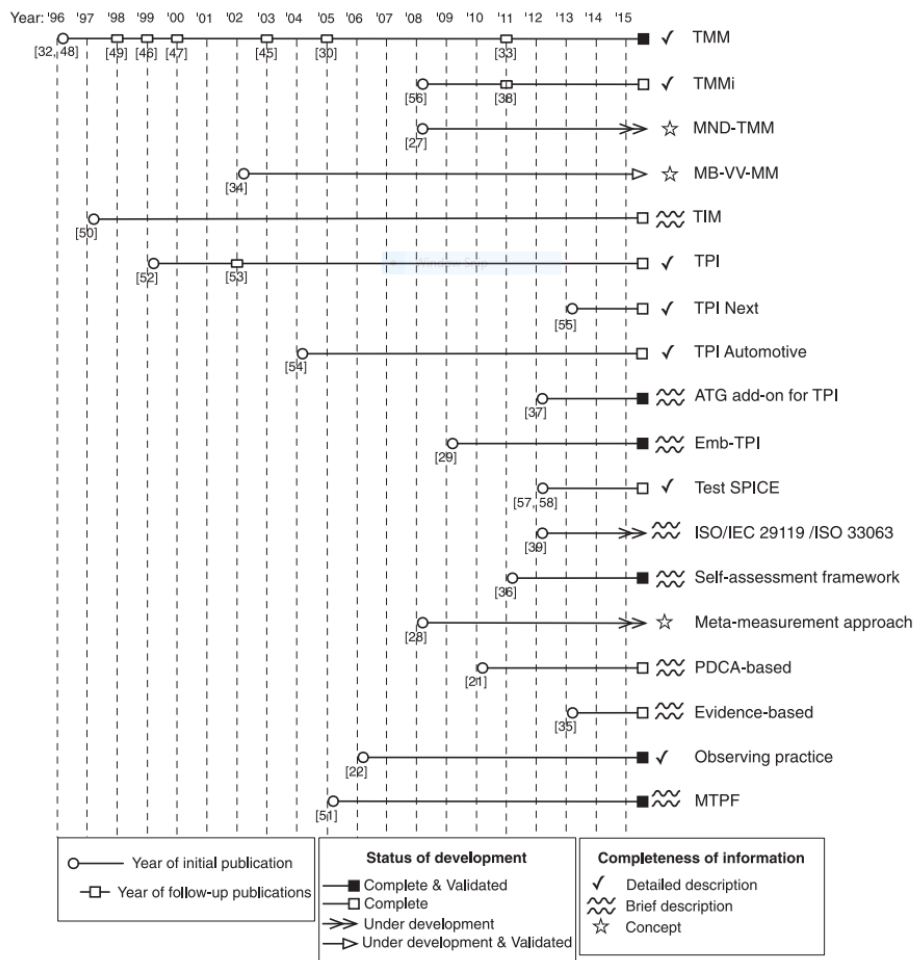 Year: '96 '97 '98 '99 '00 '01 '02 '03 '04 '05 '06 '07 '08 '09 '10 '11 '12 '13 '14 '15
TMM
[32, 48] [49] [46] [47] [45] [30] [33]
TMMi
[56] [38]
MND-TMM
[27]
MB-VV-MM
[34]
TIM
[50]
TPI
[52] [53]
TPI Next
[55]
TPI Automotive
[54]
ATG add-on for TPI
[37]
Emb-TPI
[29]
Test SPICE
[57, 58]
ISO/IEC 29119 /ISO 33063
[39]
Self-assessment framework
[36]
Meta-measurement approach
[28]
PDCA-based
[21]
Evidence-based
[35]
Observing practice
[22]
MTPF
[51]
Year of initial publication
Year of follow-up publications
Status of development
Complete & Validated
Complete
Under development
Under development & Validated
Completeness of information
Detailed description
Brief description
Concept